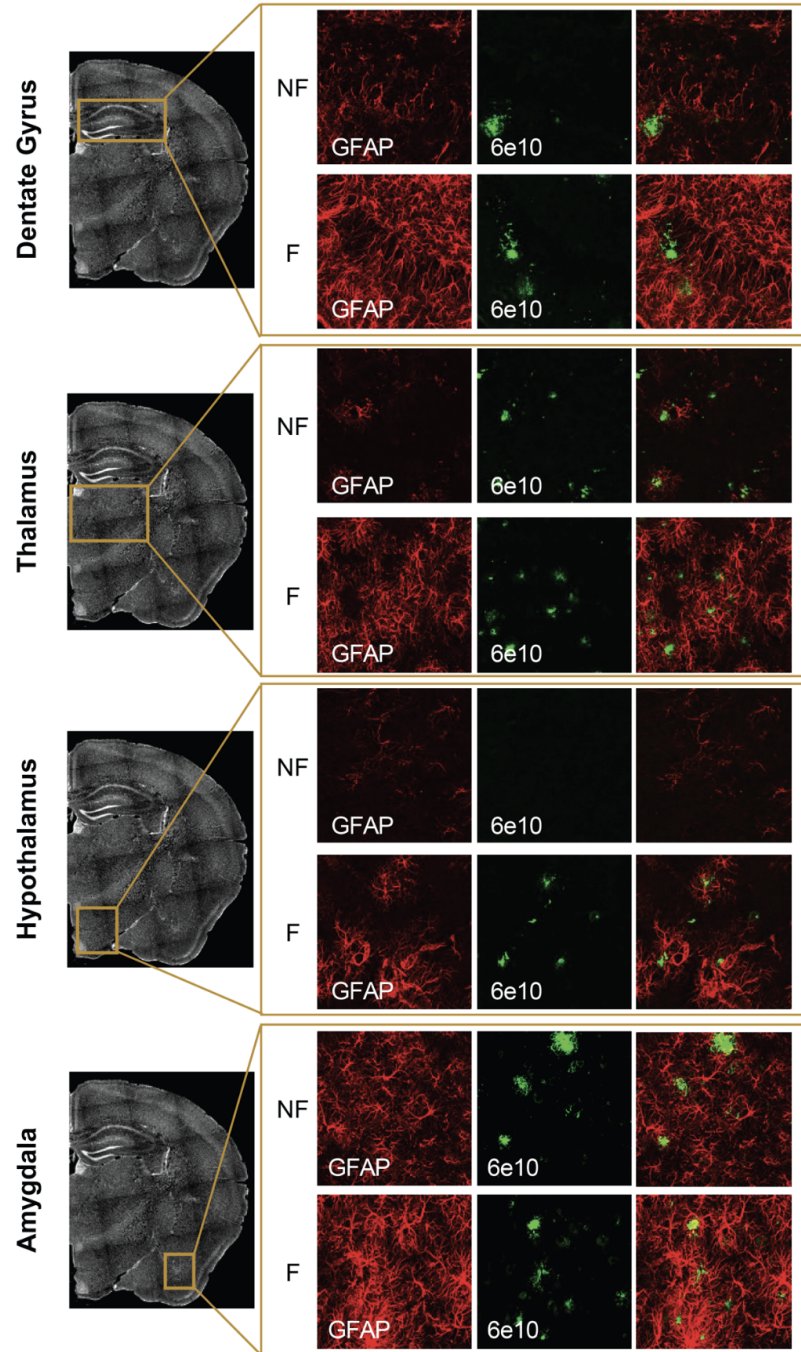 Dentate Gyrus
NF
GFAP
6e10
F
GFAP
6e10
Thalamus
NF
GFAP
6e10
F
GFAP
6e10
Hypothalamus
NF
GFAP
6e10
F
GFAP
6e10
Amygdala
NF
GFAP
6e10
F
GFAP
6e10